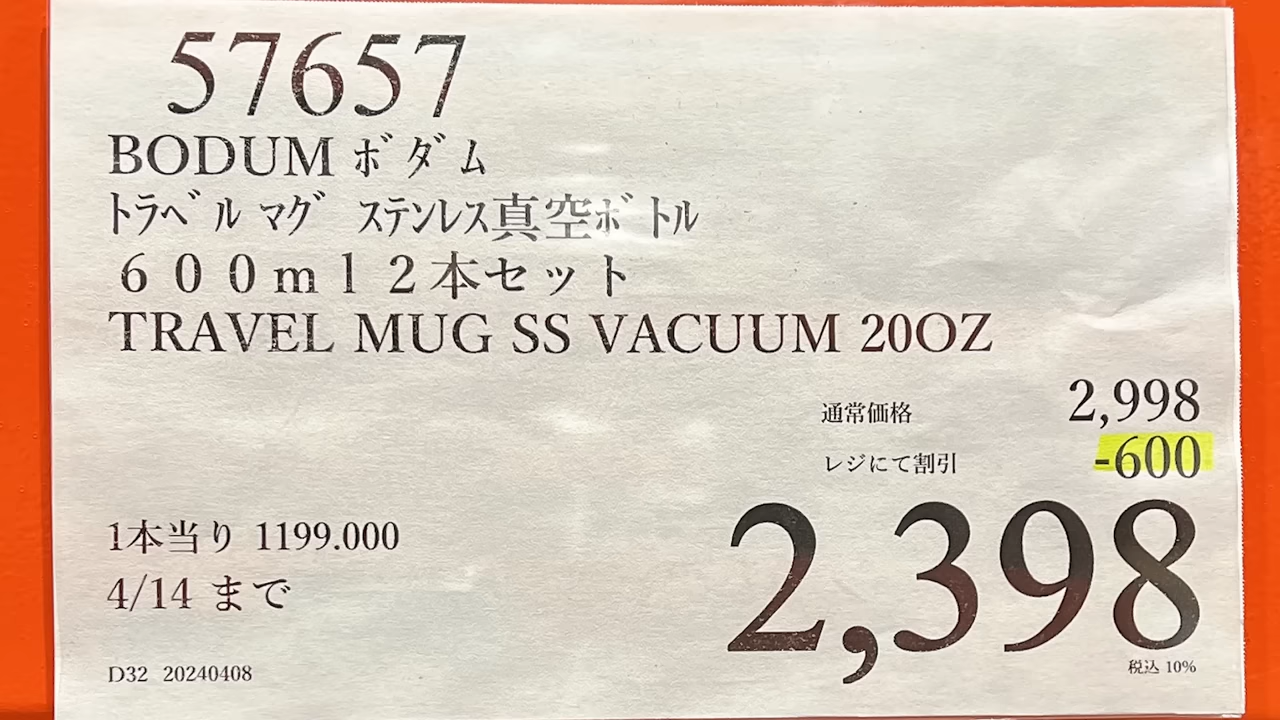 57657
BODUM ボダム
トラベル マグ ステンレス真空ボトル
６００ｍｌ２本セット
TRAVEL MUG SS VACUUM 20OZ
通常価格 2,998
レジにて割引 -600
2,398
1本当り 1199.000
4/14 まで
税込 10%
D32 20240408